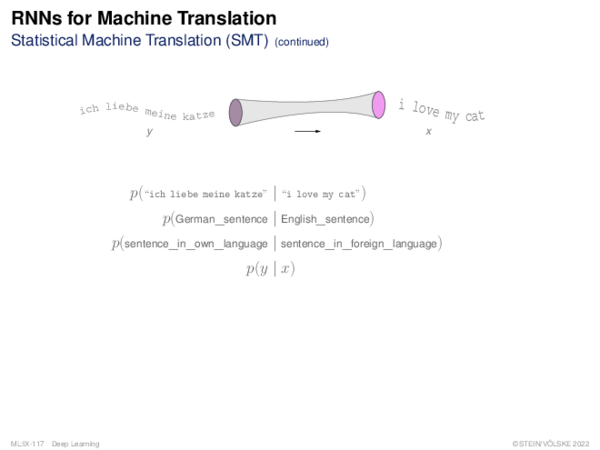 RNNs for Machine Translation
Statistical Machine Translation (SMT) (continued)
ich liebe meine katze
i love my cat
y
x
p(“ich liebe meine katze” | “i love my cat”)
p(German_sentence | English_sentence)
p(sentence_in_own_language | sentence_in_foreign_language)
p(y | x)
ML:IX-117 Deep Learning
©STEIN/VÖLSKE 2022